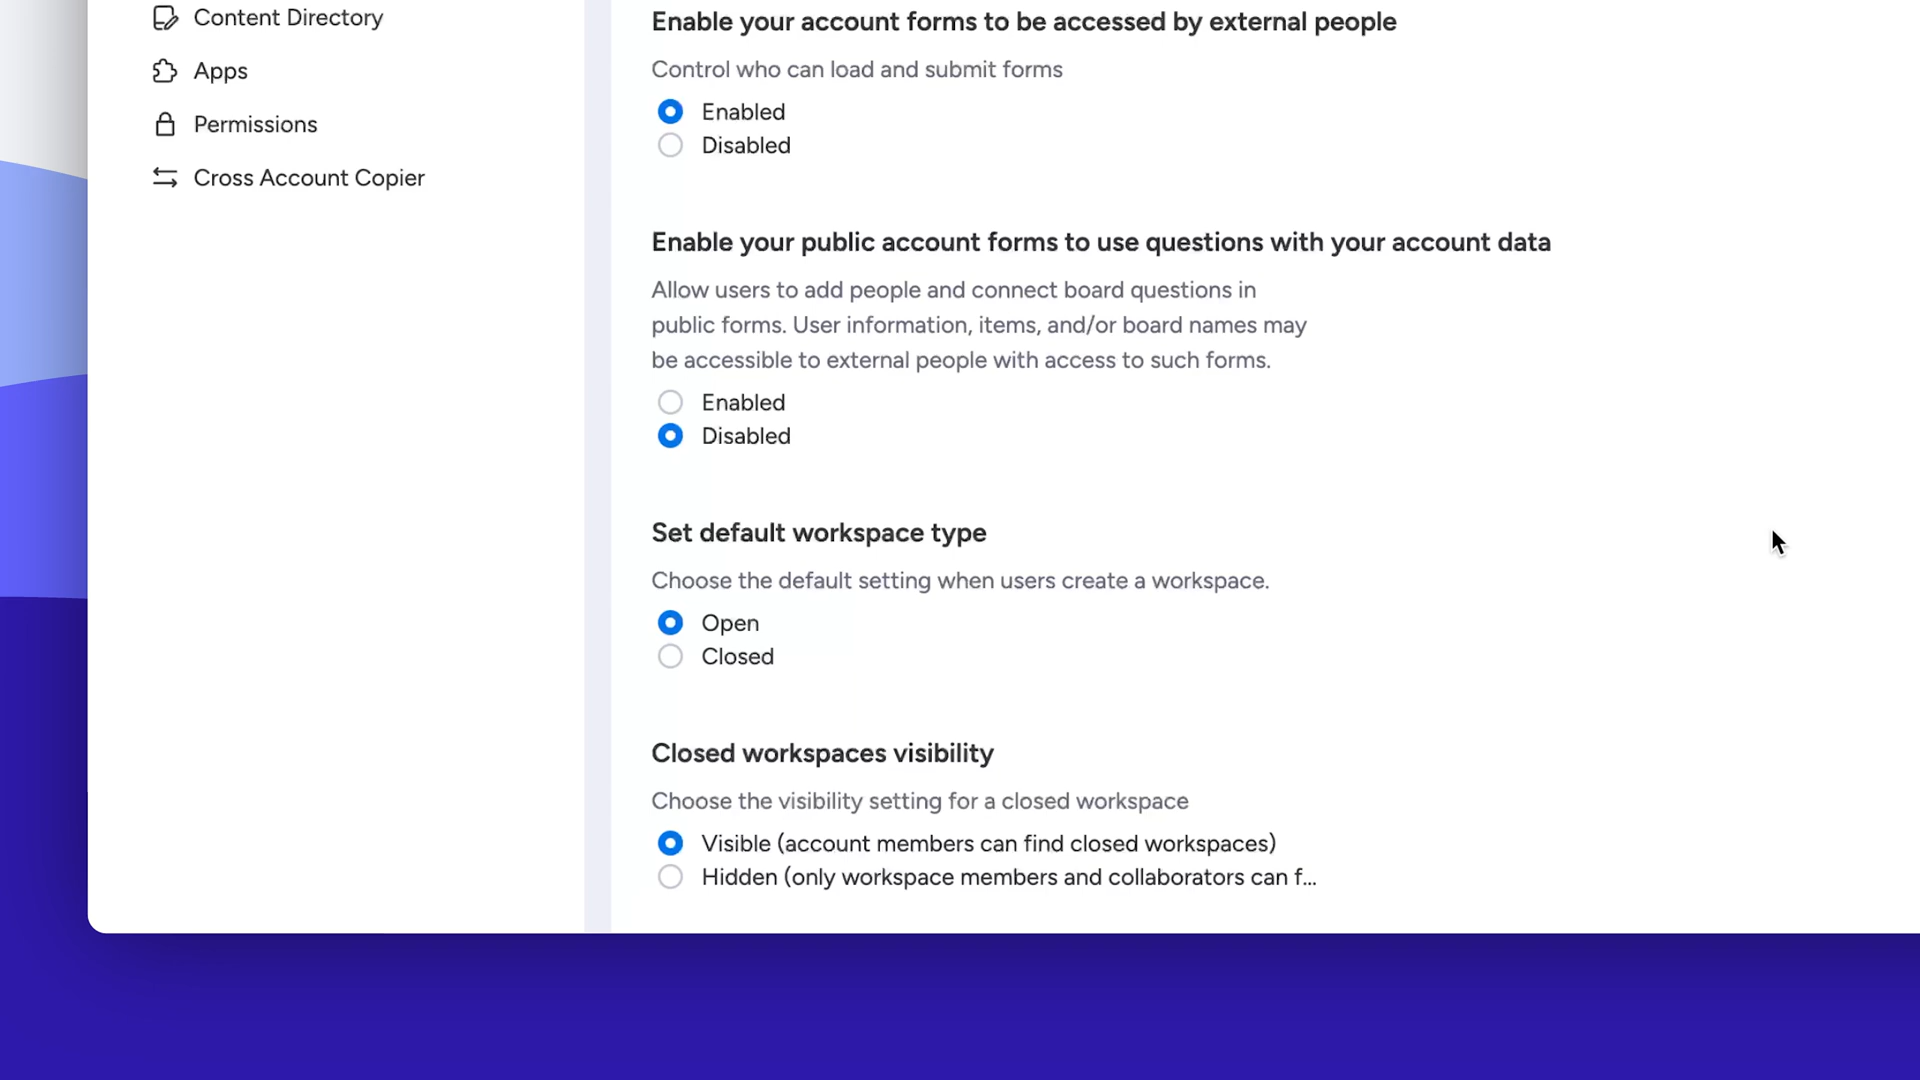 Content Directory
Apps
Permissions
Cross Account Copier
Enable your account forms to be accessed by external people
Control who can load and submit forms
Enabled
Disabled
Enable your public account forms to use questions with your account data
Allow users to add people and connect board questions in
public forms. User information, items, and/or board names may
be accessible to external people with access to such forms.
Enabled
Disabled
Set default workspace type
Choose the default setting when users create a workspace.
Open
Closed
Closed workspaces visibility
Choose the visibility setting for a closed workspace
Visible (account members can find closed workspaces)
Hidden (only workspace members and collaborators can f...